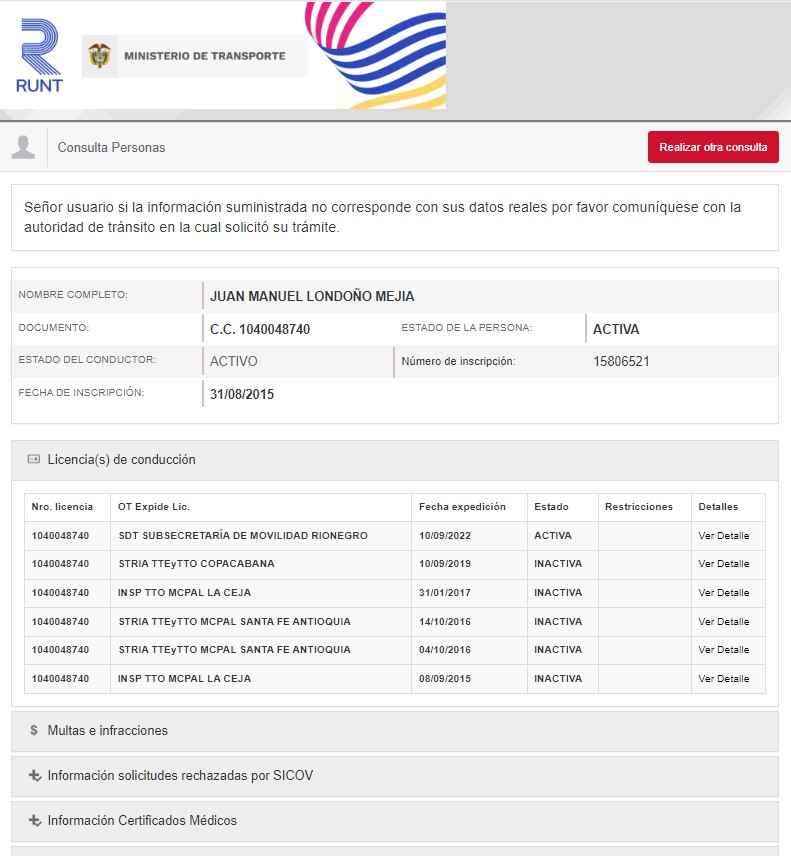 RUNT
MINISTERIO DE TRANSPORTE
Consulta Personas
Realizar otra consulta
Señor usuario si la información suministrada no corresponde con sus datos reales por favor comuníquese con la
autoridad de tránsito en la cual solicitó su trámite.
NOMBRE COMPLETO: JUAN MANUEL LONDOÑO MEJIA
DOCUMENTO: C.C. 1040048740 ESTADO DE LA PERSONA: ACTIVA
ESTADO DEL CONDUCTOR: ACTIVO Número de inscripción: 15806521
FECHA DE INSCRIPCIÓN: 31/08/2015
Licencia(s) de conducción
Nro. licencia OT Expide Lic. Fecha expedición Estado Restricciones Detalles
1040048740 SDT SUBSECRETARÍA DE MOVILIDAD RIONEGRO 10/09/2022 ACTIVA Ver Detalle
1040048740 STRIA TTEyTTO COPACABANA 10/09/2019 INACTIVA Ver Detalle
1040048740 INSP TTO MCPAL LA CEJA 31/01/2017 INACTIVA Ver Detalle
1040048740 STRIA TTEyTTO MCPAL SANTA FE ANTIOQUIA 14/10/2016 INACTIVA Ver Detalle
1040048740 STRIA TTEyTTO MCPAL SANTA FE ANTIOQUIA 04/10/2016 INACTIVA Ver Detalle
1040048740 INSP TTO MCPAL LA CEJA 08/09/2015 INACTIVA Ver Detalle
$ Multas e infracciones
Información solicitudes rechazadas por SICOV
Información Certificados Médicos